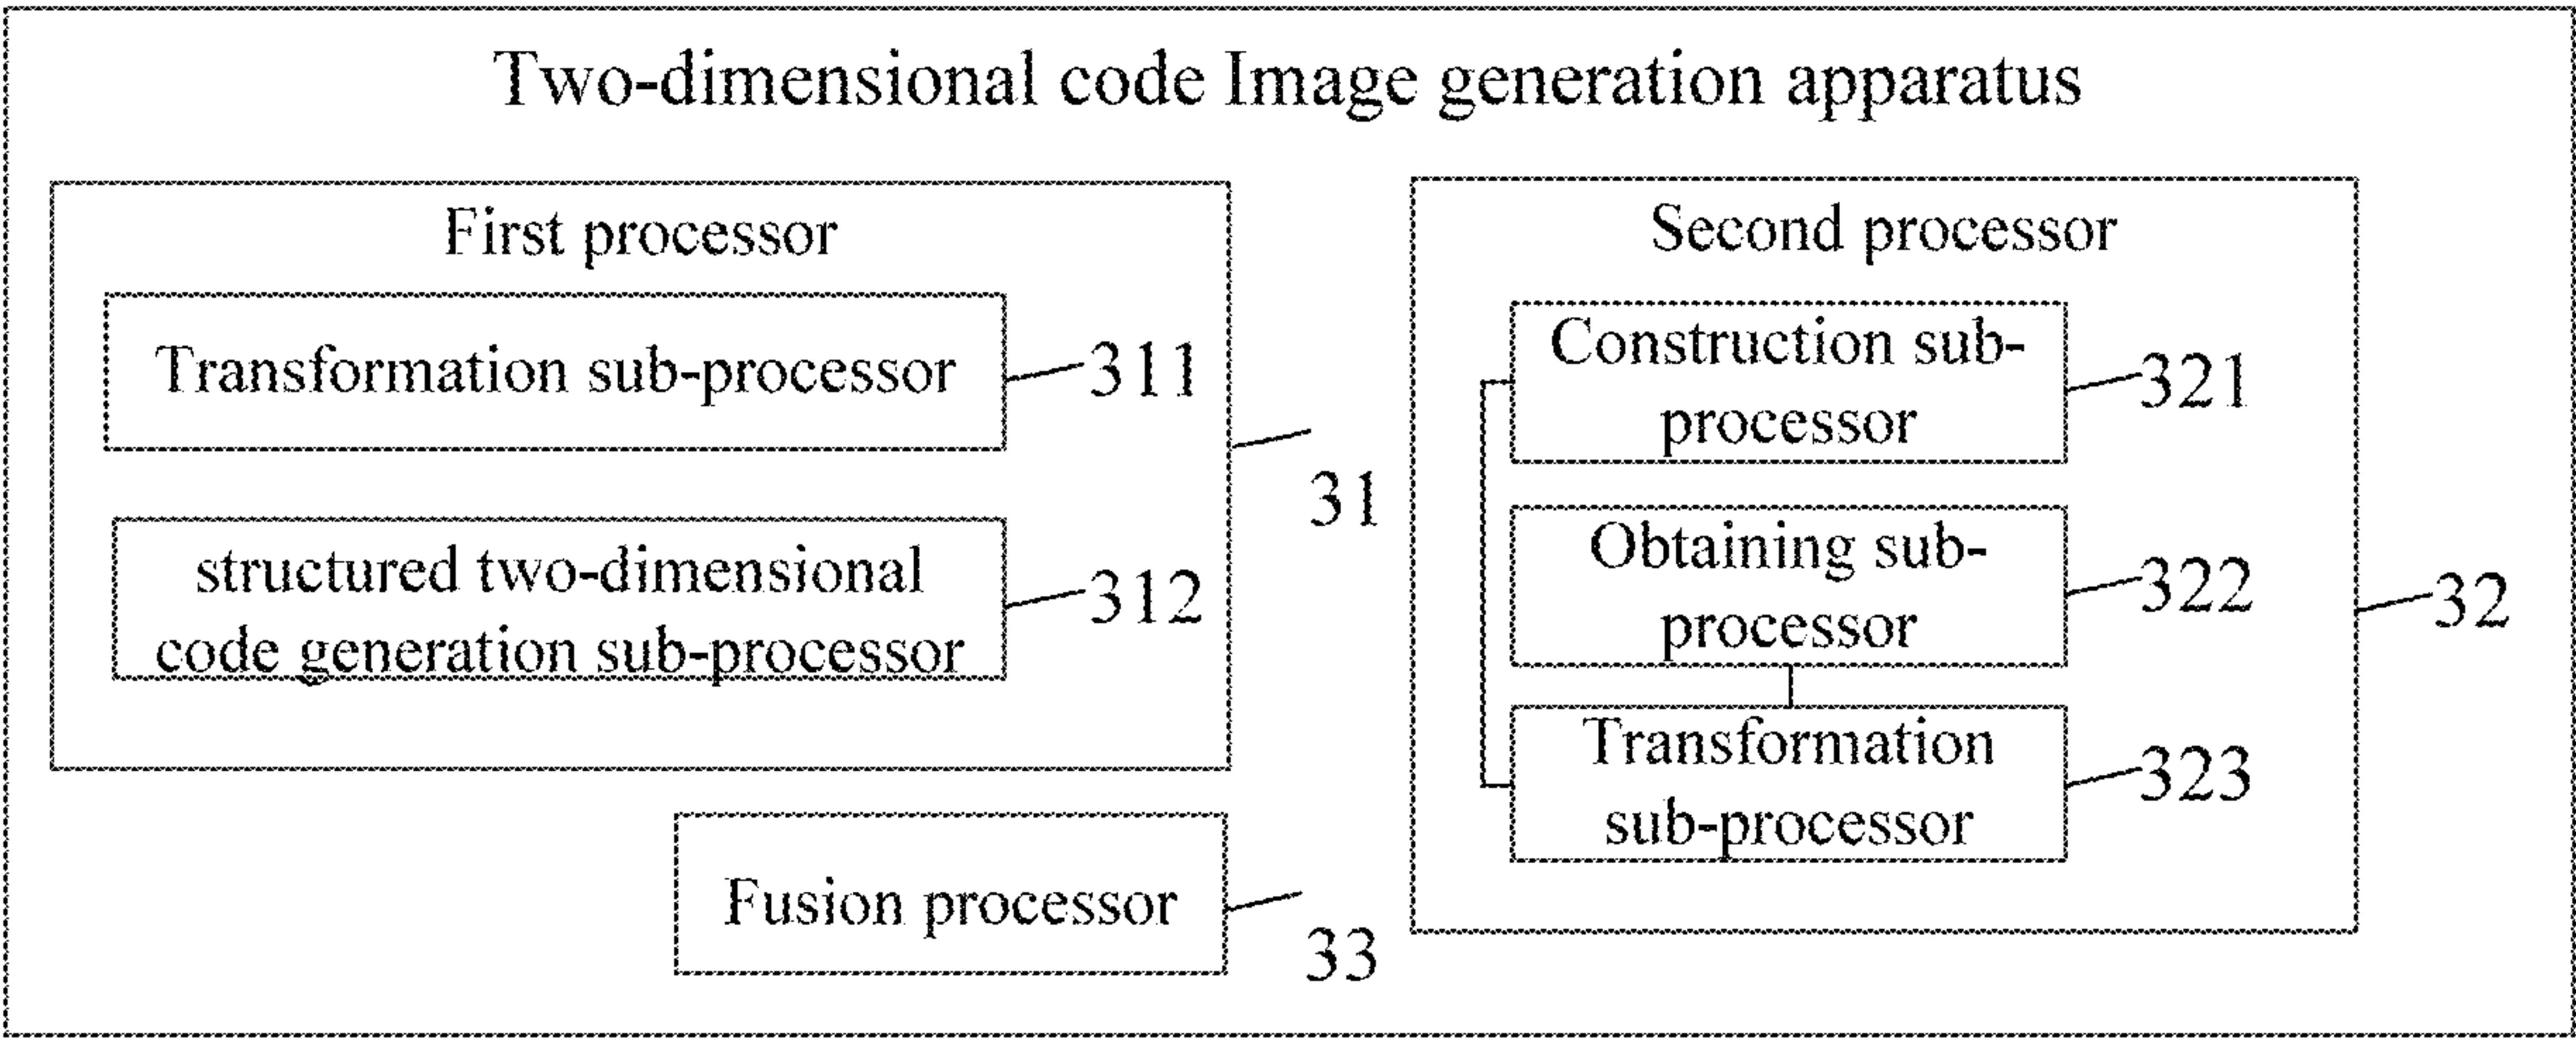 Two-dimensional code Image generation apparatus
First processor
Transformation sub-processor
311
structured two-dimensional
code generation sub-processor
312
31
Second processor
Construction sub-
processor
321
Obtaining sub-
processor
322
Transformation
sub-processor
323
32
Fusion processor
33